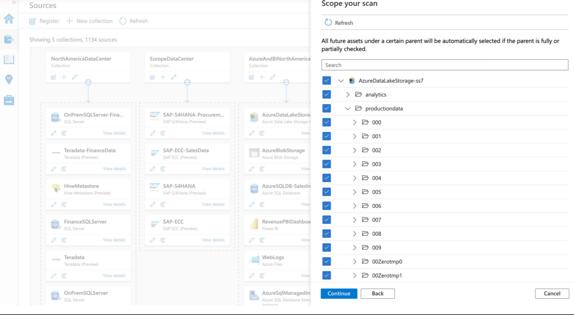 Sources
Register
New collection
Refresh
Showing 5 collections, 1134 sources
NorthAmericaDataCenter
Collection
EuropeDataCenter
Collection
AzureAndBINorthAmerica
Collection
OnPremSQLServer-Fina...
SQL Server
View details
Teradata-FinanceData
Teradata (Preview)
View details
HiveMetastore
Hive Metastore (Preview)
View details
FinanceSQLServer
SQL Server
View details
Teradata
Teradata (Preview)
View details
OnPremSQLServer
SQL Server
SAP-S4HANA-Procurem...
SAP S/4HANA (Preview)
View details
SAP-ECC-SalesData
SAP ECC (Preview)
View details
SAP-S4HANA
SAP S/4HANA (Preview)
View details
SAP-ECC
SAP ECC (Preview)
View details
AzureDataLakeStorage
Azure Data Lake Storage
AzureBlobStorage
Azure Blob Storage
AzureSQLDB-SalesIn
Azure SQL Database
RevenuePBIDashboa
Power BI
WebLogs
Azure Files
AzureSqlManagedIn
Azure SQL Database
Scope your scan
Refresh
All future assets under a certain parent will be automatically selected if the parent is fully or
partially checked.
Search
AzureDataLakeStorage-ss7
analytics
productiondata
000
001
002
003
004
005
006
007
008
009
00Zerotmp0
00Zerotmp1
Continue
Back
Cancel